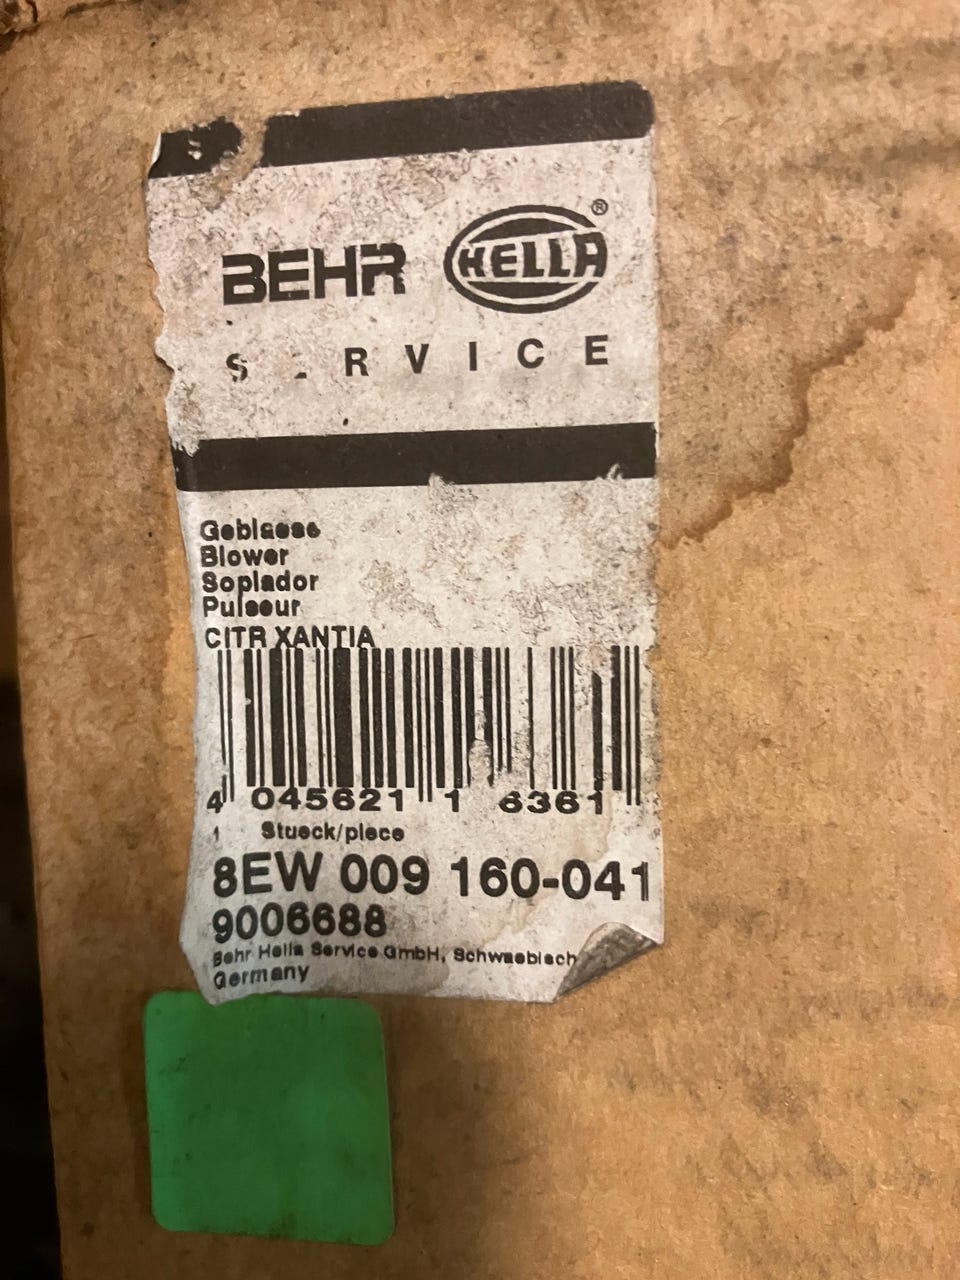 BEHR HELLA®
SERVICE
Geblaese
Blower
Soplador
Pulseur
CITR XANTIA
4 045621 1 6361
1 Stueck/piece
8EW 009 160-041
9006688
Behr Hella Service GmbH, Schwaebisch
Germany